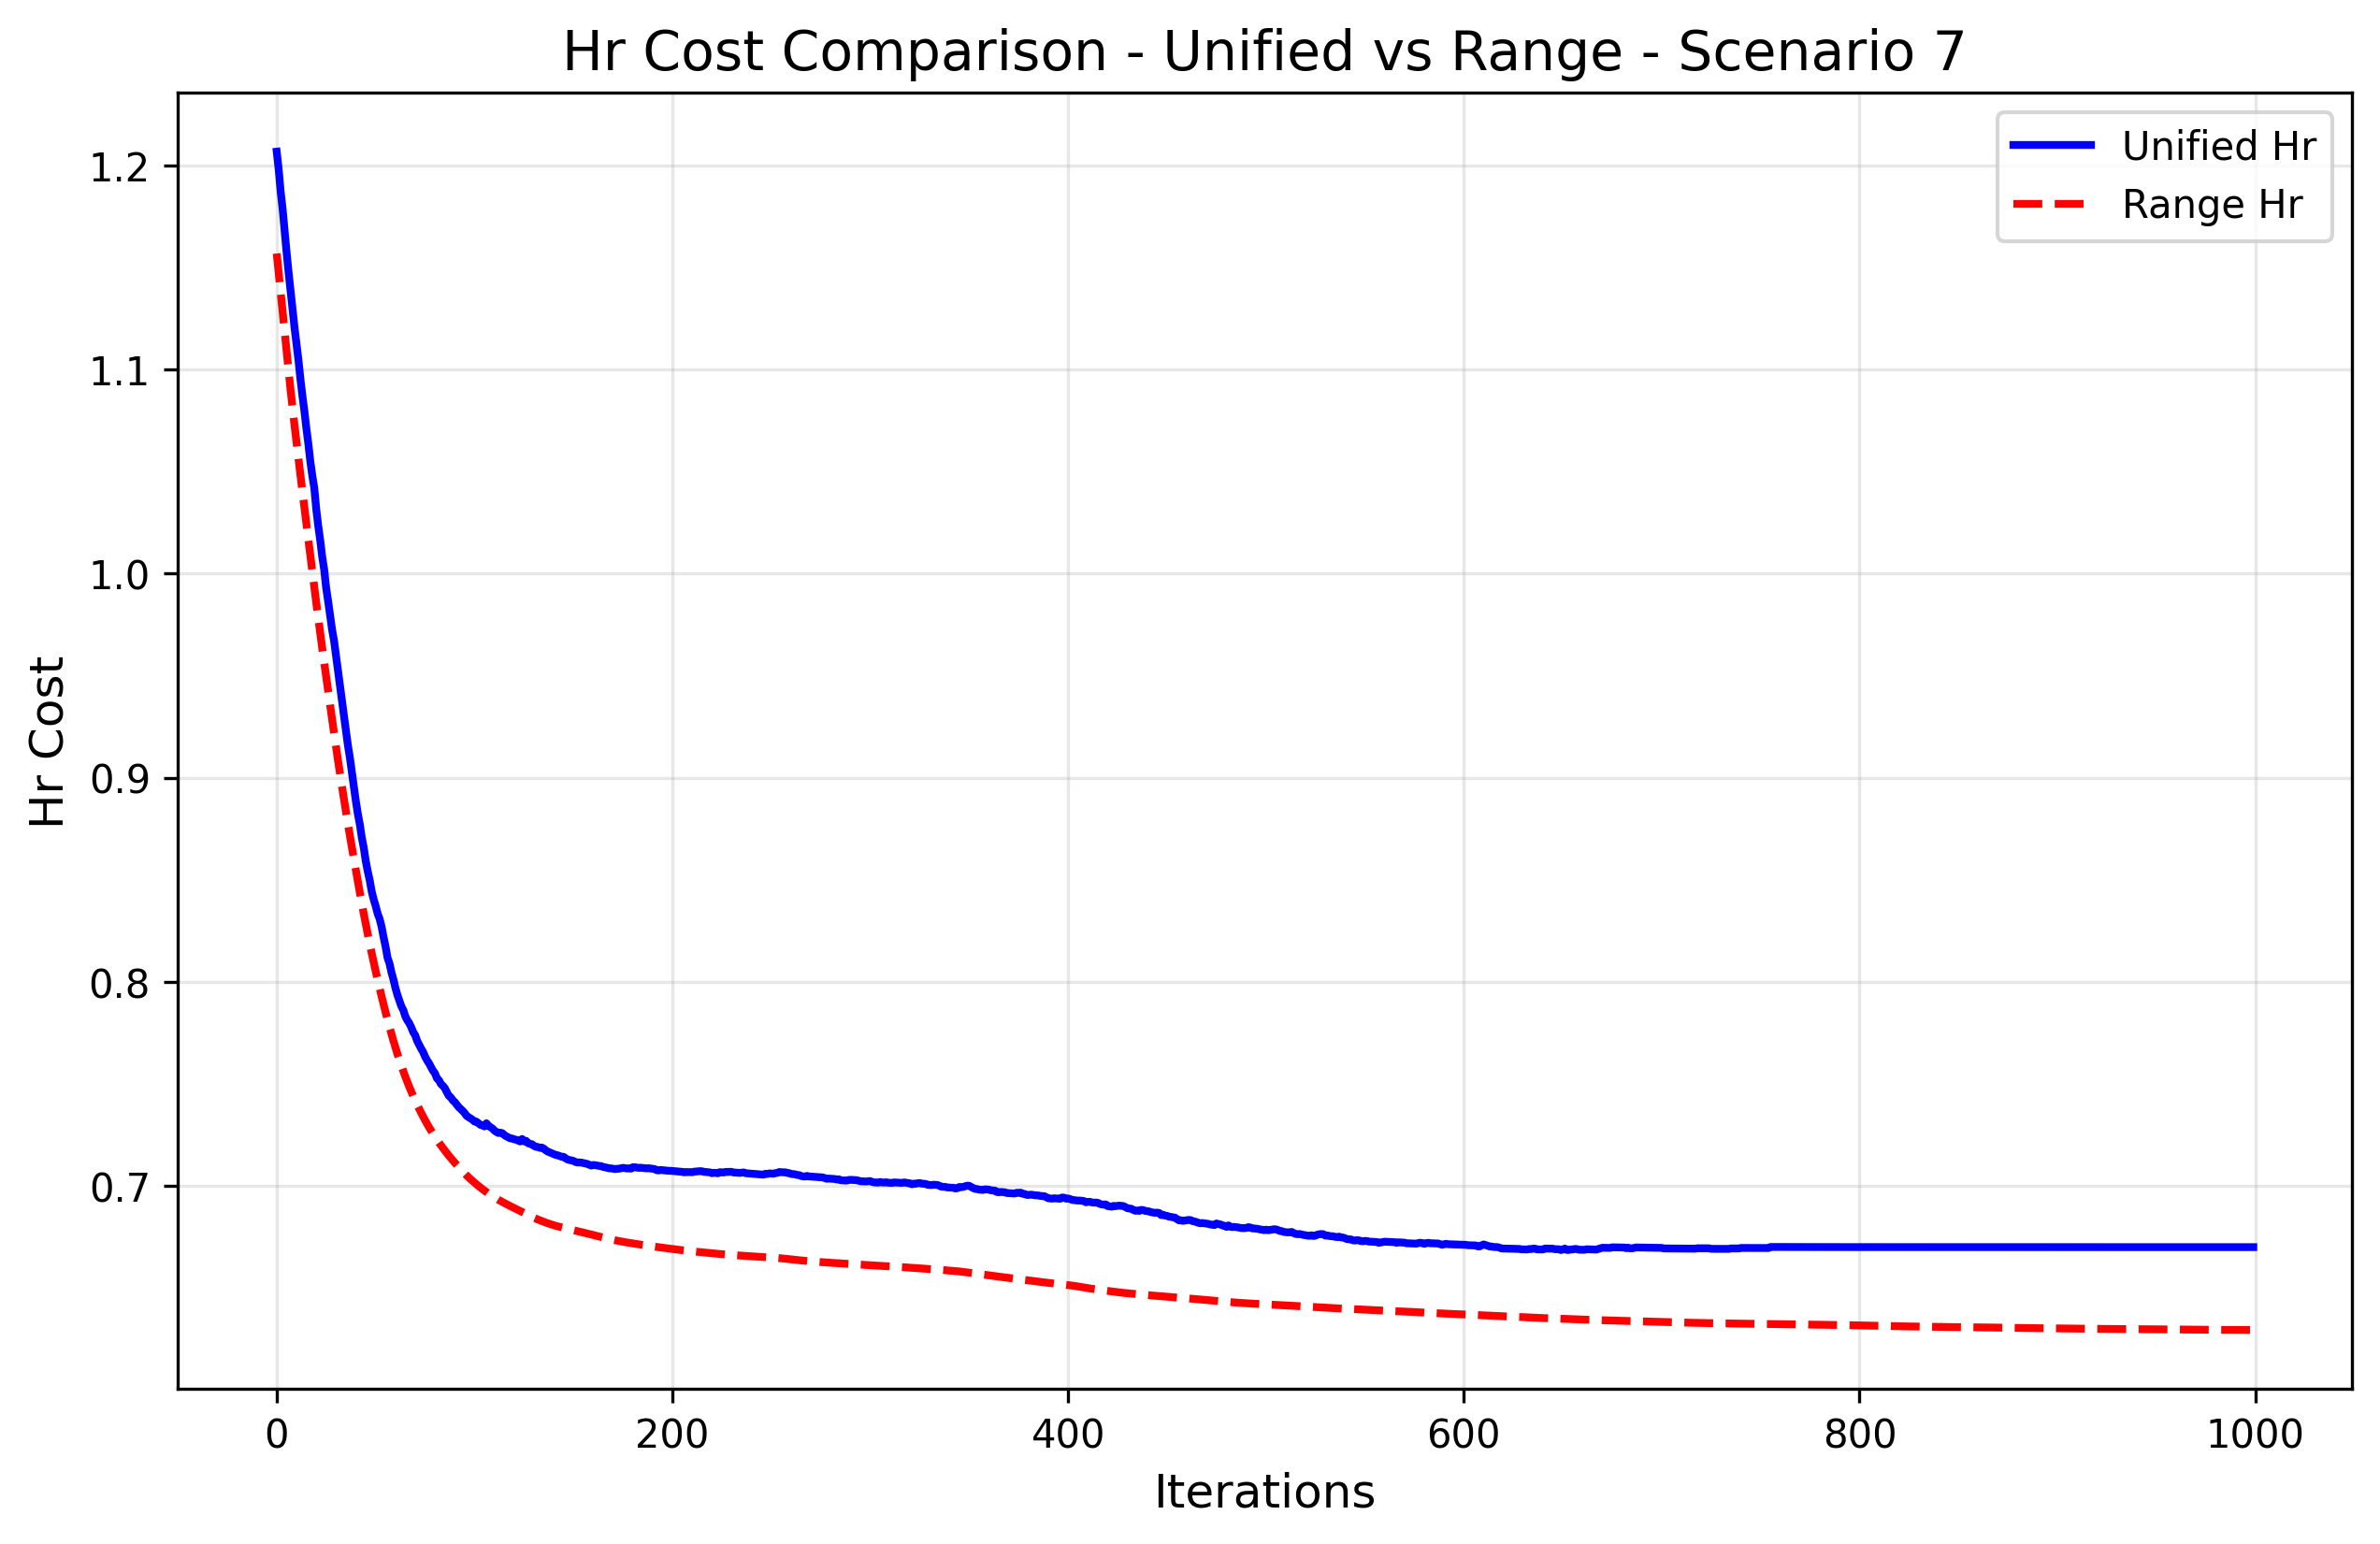 Hr Cost Comparison - Unified vs Range - Scenario 7
Unified Hr
Range Hr
Hr Cost
1.2
1.1
1.0
0.9
0.8
0.7
0 200 400 600 800 1000
Iterations